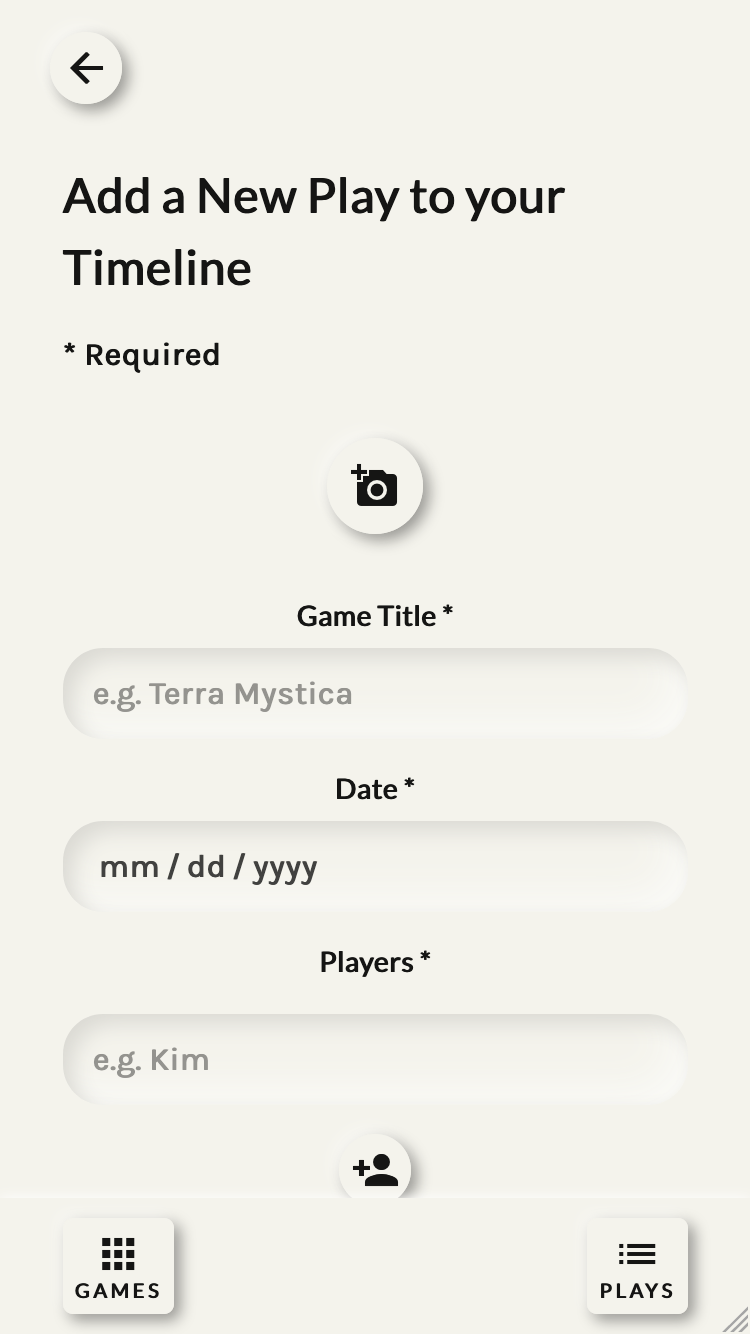 Add a New Play to your
Timeline
* Required
Game Title *
e.g. Terra Mystica
Date *
mm / dd / yyyy
Players *
e.g. Kim
GAMES
PLAYS